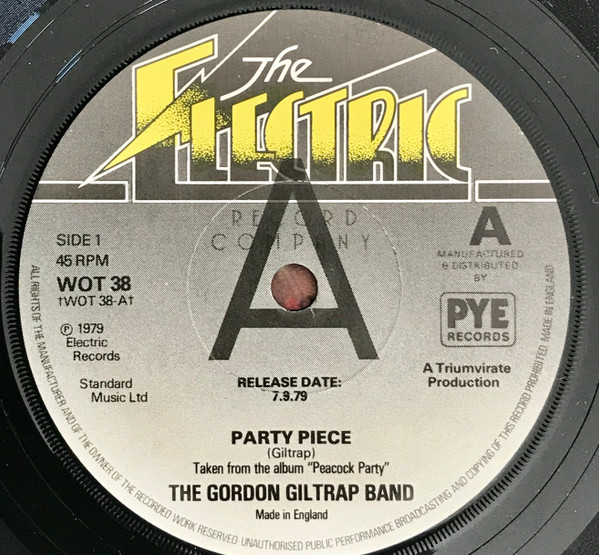 The
ELECTRIC
RECORD
COMPANY
A
SIDE 1
45 RPM
WOT 38
†WOT 38-A†
℗ 1979
Electric
Records
Standard
Music Ltd
A
MANUFACTURED
& DISTRIBUTED
BY
PYE
RECORDS
A Triumvirate
Production
RELEASE DATE:
7.9.79
PARTY PIECE
(Giltrap)
Taken from the album "Peacock Party"
THE GORDON GILTRAP BAND
Made in England
ALL RIGHTS OF THE MANUFACTURER AND OF THE OWNER OF THE RECORDED WORK RESERVED. UNAUTHORISED PUBLIC PERFORMANCE BROADCASTING AND COPYING OF THIS RECORD PROHIBITED. MADE IN ENGLAND